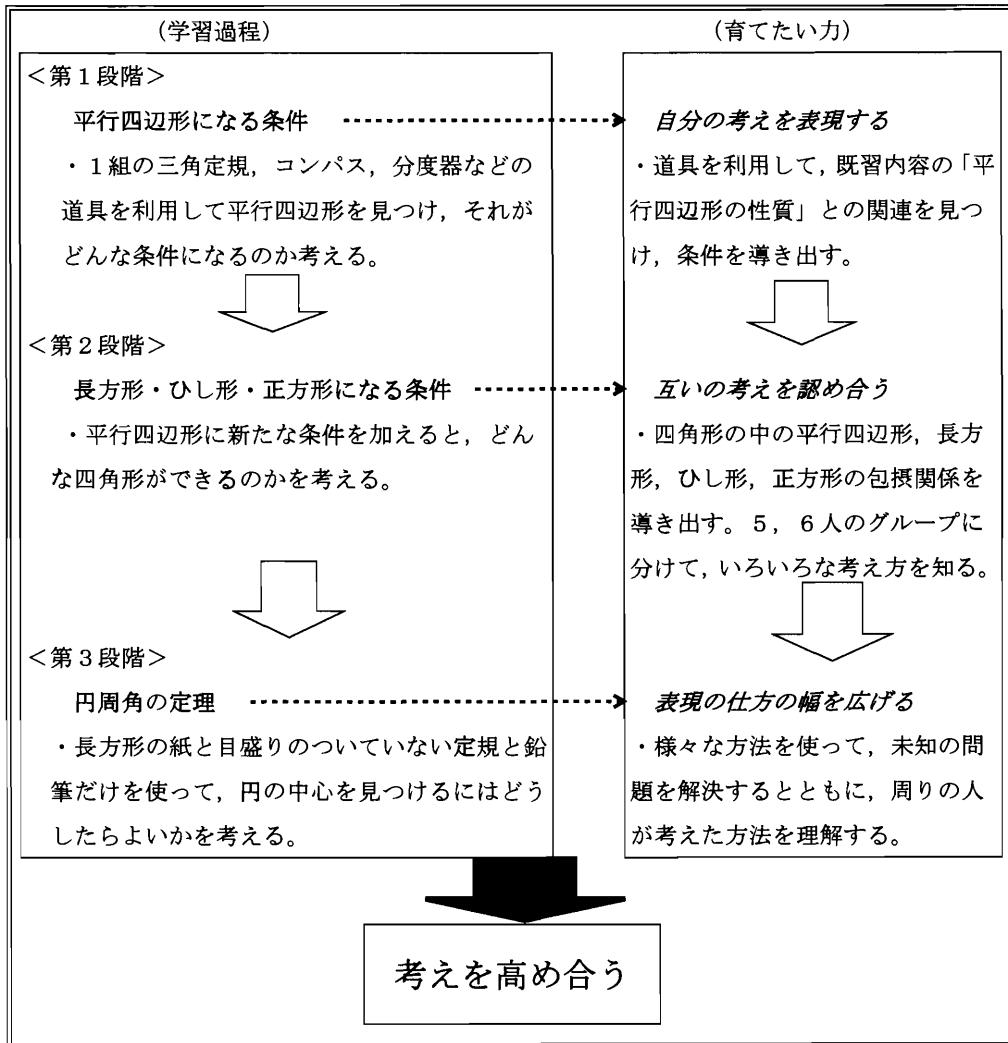 （学習過程）
＜第１段階＞
平行四辺形になる条件
・１組の三角定規，コンパス，分度器などの
道具を利用して平行四辺形を見つけ，それが
どんな条件になるのか考える。
＜第２段階＞
長方形・ひし形・正方形になる条件
・平行四辺形に新たな条件を加えると，どん
な四角形ができるのかを考える。
＜第３段階＞
円周角の定理
・長方形の紙と目盛りのついていない定規と鉛
筆だけを使って，円の中心を見つけるにはどう
したらよいかを考える。
（育てたい力）
自分の考えを表現する
・道具を利用して，既習内容の「平
行四辺形の性質」との関連を見つ
け，条件を導き出す。
互いの考えを認め合う
・四角形の中の平行四辺形，長方
形，ひし形，正方形の包摂関係を
導き出す。５，６人のグループに
分けて，いろいろな考え方を知る。
表現の仕方の幅を広げる
・様々な方法を使って，未知の問
題を解決するとともに，周りの人
が考えた方法を理解する。
考えを高め合う